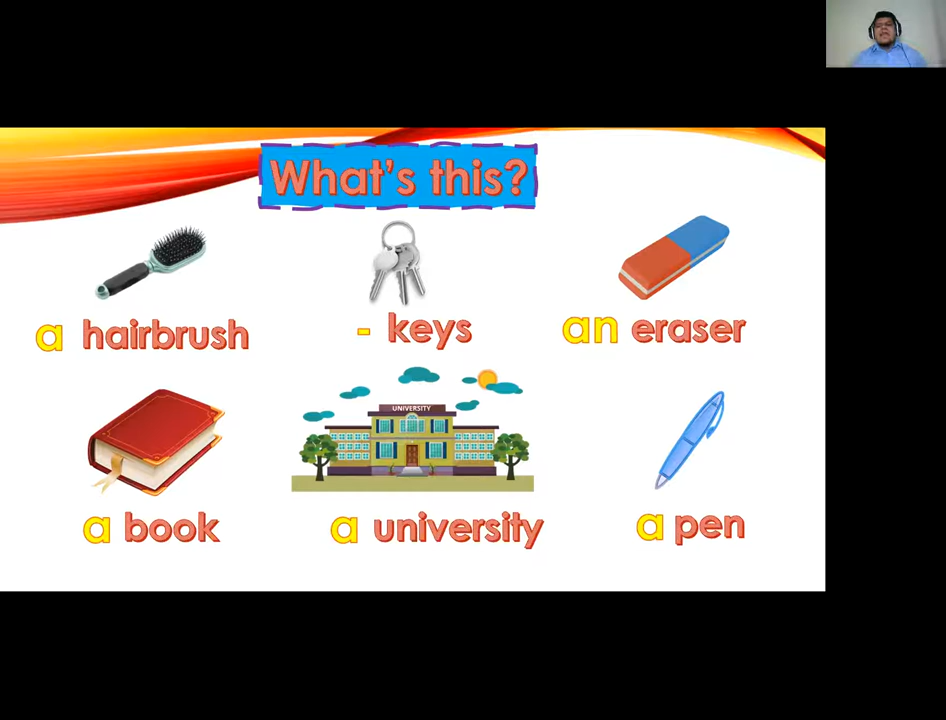 What's this?
a hairbrush
- keys
an eraser
UNIVERSITY
a book
a university
a pen